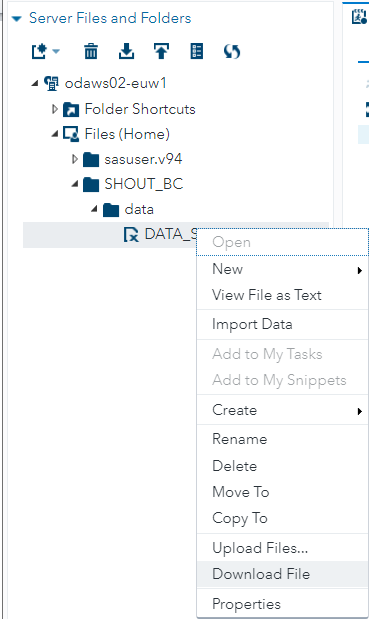 Server Files and Folders
odaws02-euw1
Folder Shortcuts
Files (Home)
sasuser.v94
SHOUT_BC
data
DATA_S
Open
New
View File as Text
Import Data
Add to My Tasks
Add to My Snippets
Create
Rename
Delete
Move To
Copy To
Upload Files...
Download File
Properties